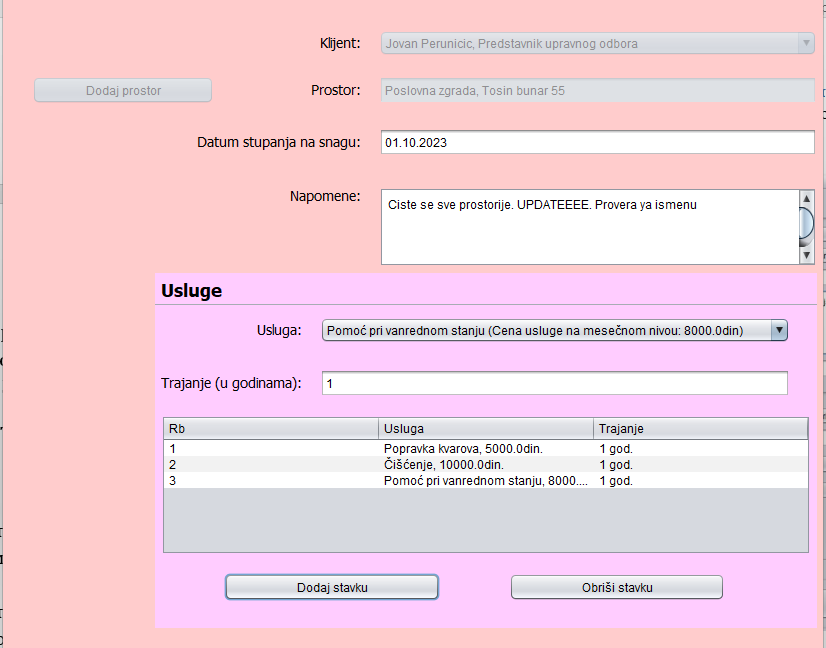 Klijent: Jovan Perunicic, Predstavnik upravnog odbora
Dodaj prostor Prostor: Poslovna zgrada, Tosin bunar 55
Datum stupanja na snagu: 01.10.2023
Napomene: Ciste se sve prostorije. UPDATEEEE. Provera ya ismenu
Usluge
Usluga: Pomoć pri vanrednom stanju (Cena usluge na mesečnom nivou: 8000.0din)
Trajanje (u godinama): 1
Rb Usluga Trajanje
1 Popravka kvarova, 5000.0din. 1 god.
2 Čišćenje, 10000.0din. 1 god.
3 Pomoć pri vanrednom stanju, 8000.... 1 god.
Dodaj stavku Obriši stavku